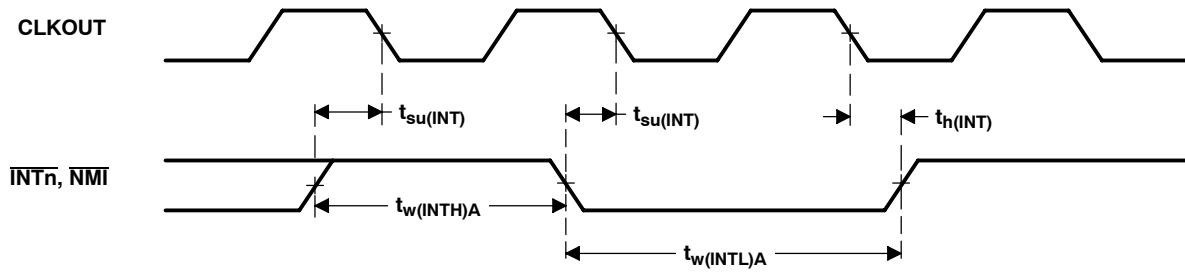 CLKOUT
tsu(INT)
tsu(INT)
th(INT)
INTn, NMI
tw(INTH)A
tw(INTL)A